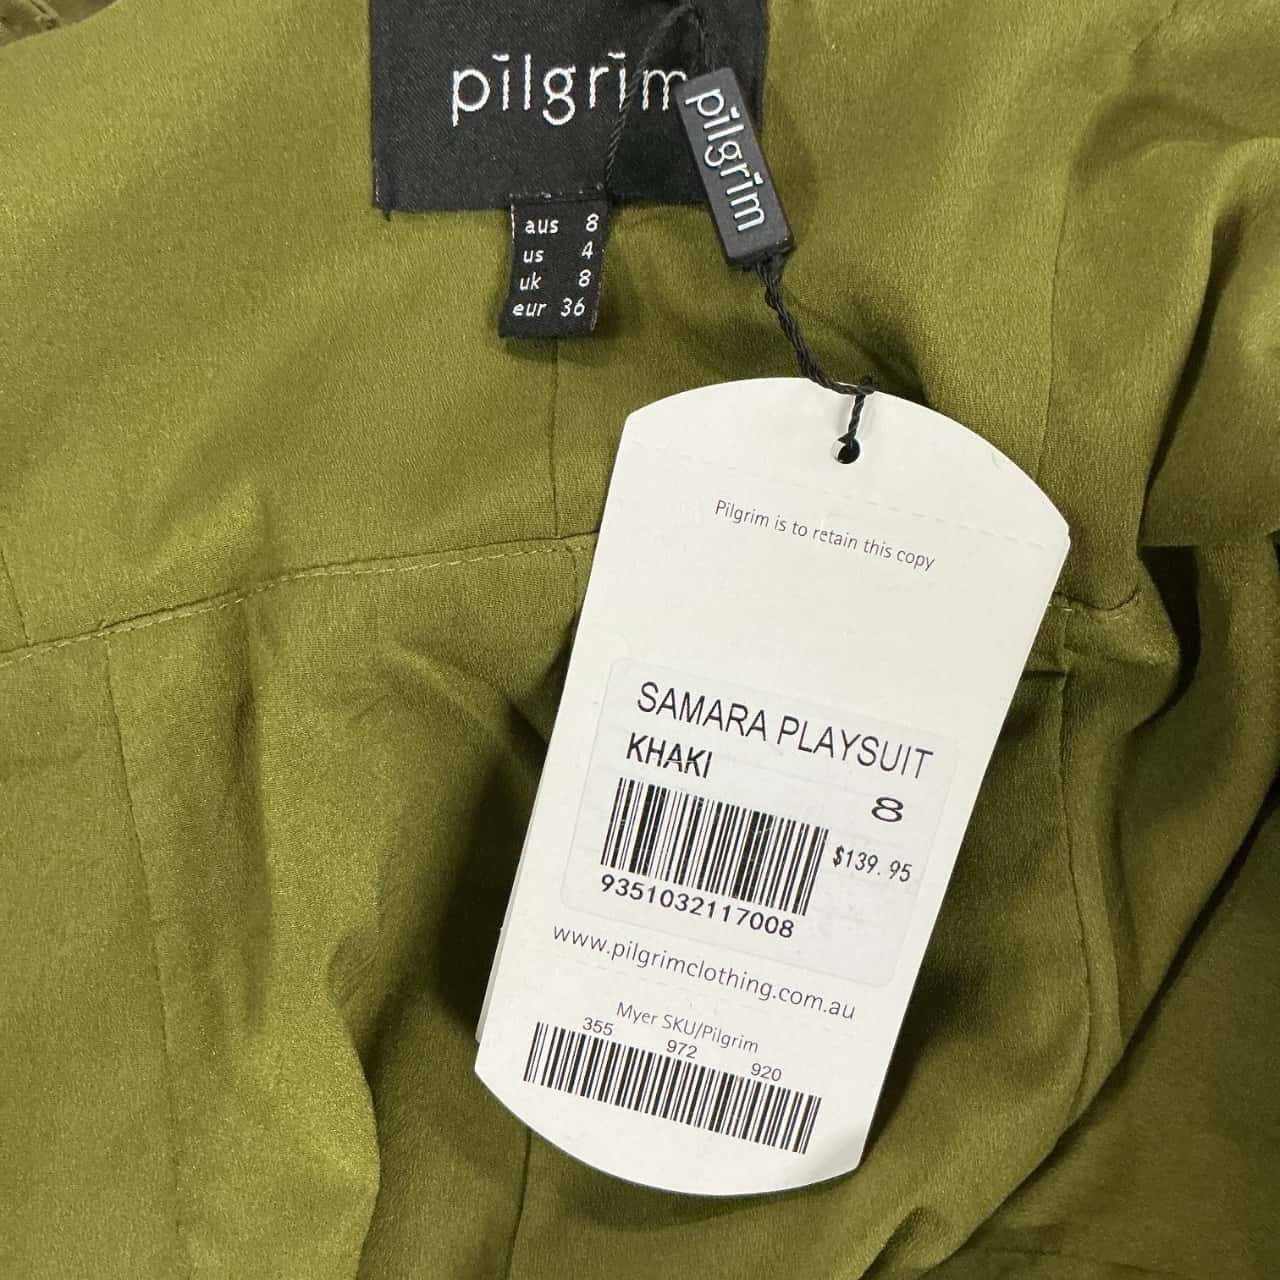 pilgrim
pilgrim
aus 8
us 4
uk 8
eur 36
Pilgrim is to retain this copy
SAMARA PLAYSUIT
KHAKI
8
$139.95
9351032117008
www.pilgrimclothing.com.au
Myer SKU/Pilgrim
355 972 920